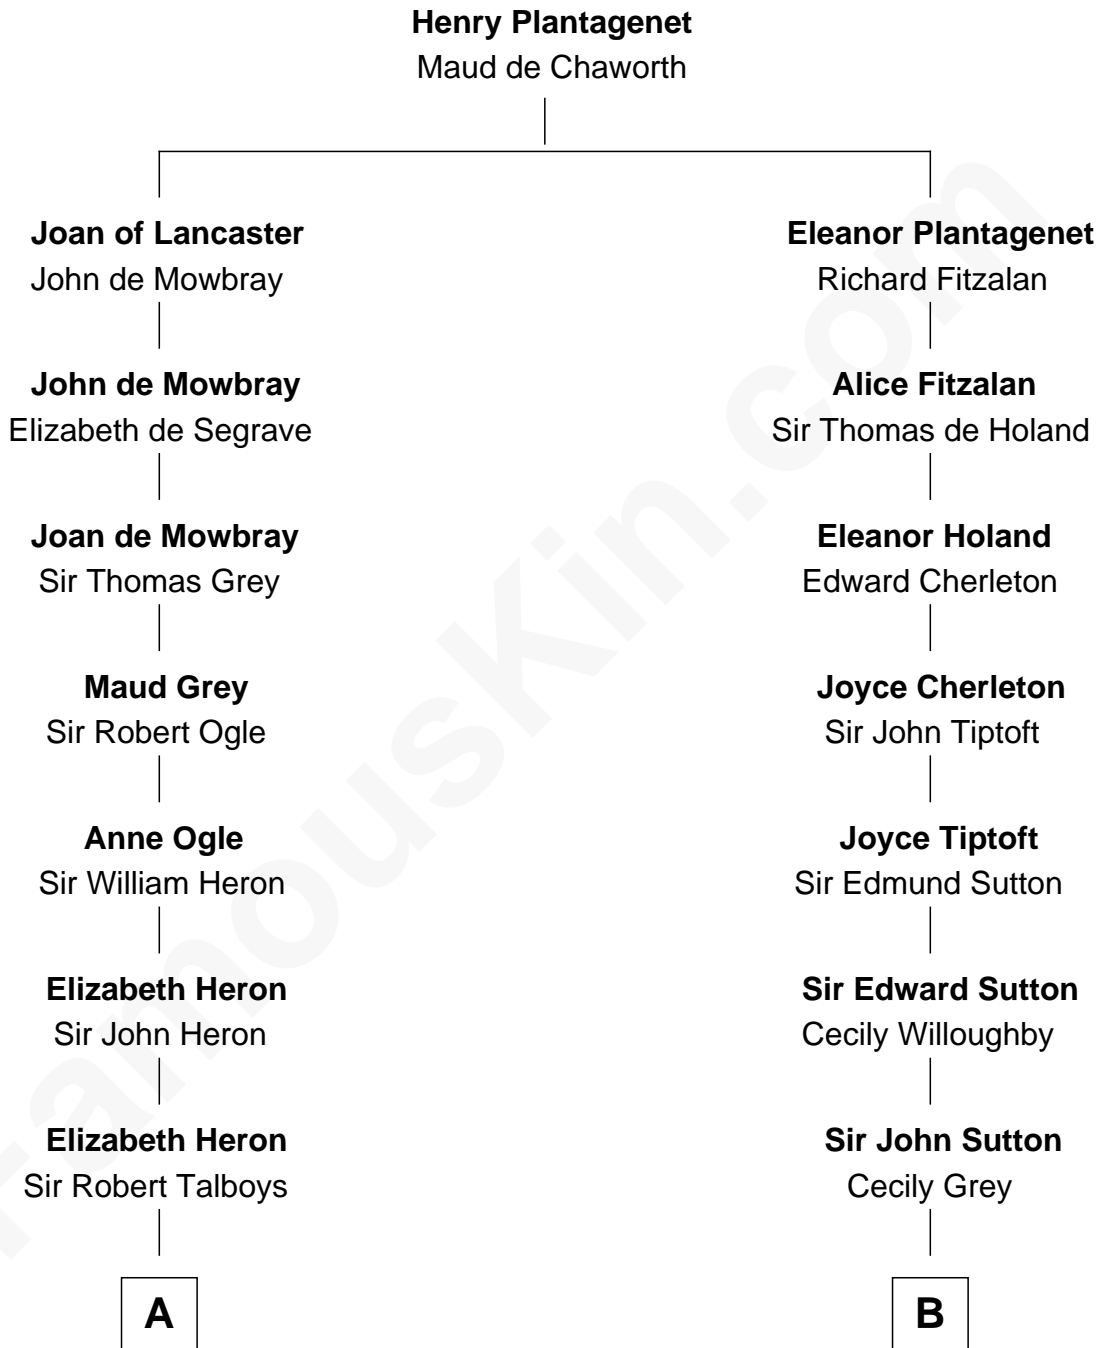 Henry Plantagenet
Maud de Chaworth
Joan of Lancaster
John de Mowbray
Eleanor Plantagenet
Richard Fitzalan
John de Mowbray
Elizabeth de Segrave
Alice Fitzalan
Sir Thomas de Holand
Joan de Mowbray
Sir Thomas Grey
Eleanor Holand
Edward Cherleton
Maud Grey
Sir Robert Ogle
Joyce Cherleton
Sir John Tiptoft
Anne Ogle
Sir William Heron
Joyce Tiptoft
Sir Edmund Sutton
Elizabeth Heron
Sir John Heron
Sir Edward Sutton
Cecily Willoughby
Elizabeth Heron
Sir Robert Talboys
Sir John Sutton
Cecily Grey
A
B
FamousKin.com